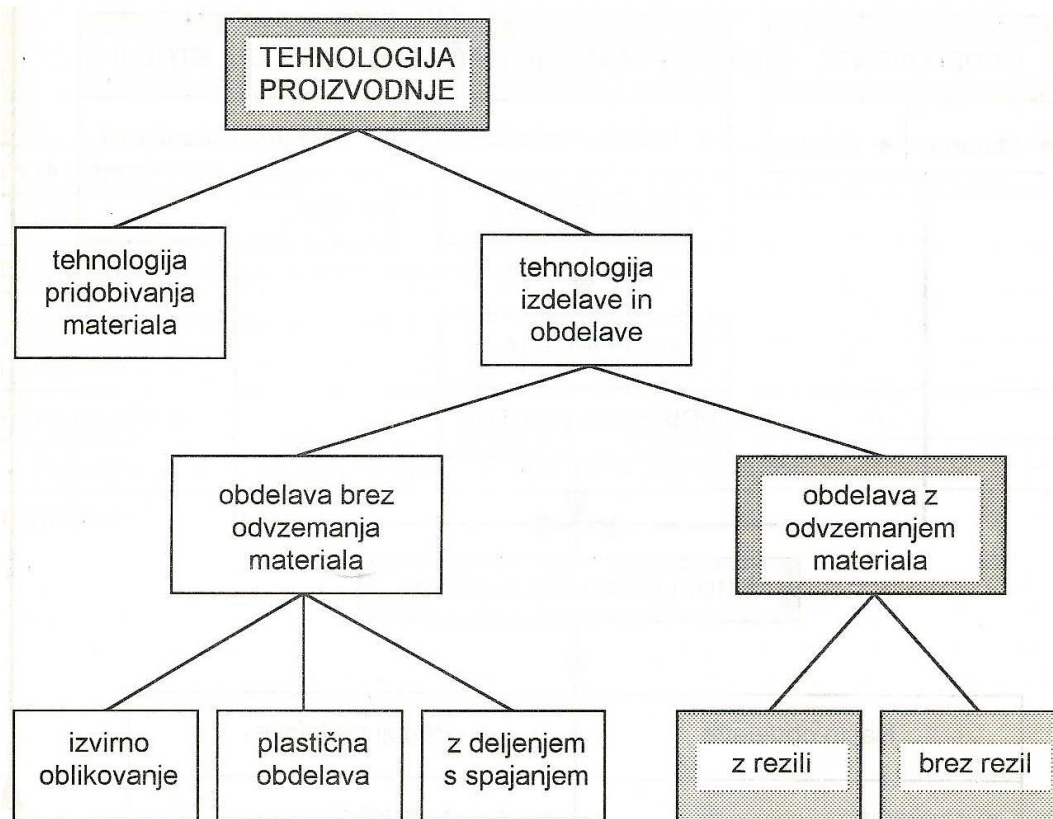 TEHNOLOGIJA
PROIZVODNJE
tehnologija
pridobivanja
materiala
tehnologija
izdelave in
obdelave
obdelava brez
odvzemanja
materiala
obdelava z
odvzemanjem
materiala
izvirno
oblikovanje
plastična
obdelava
z deljenjem
s spajanjem
z rezili
brez rezil